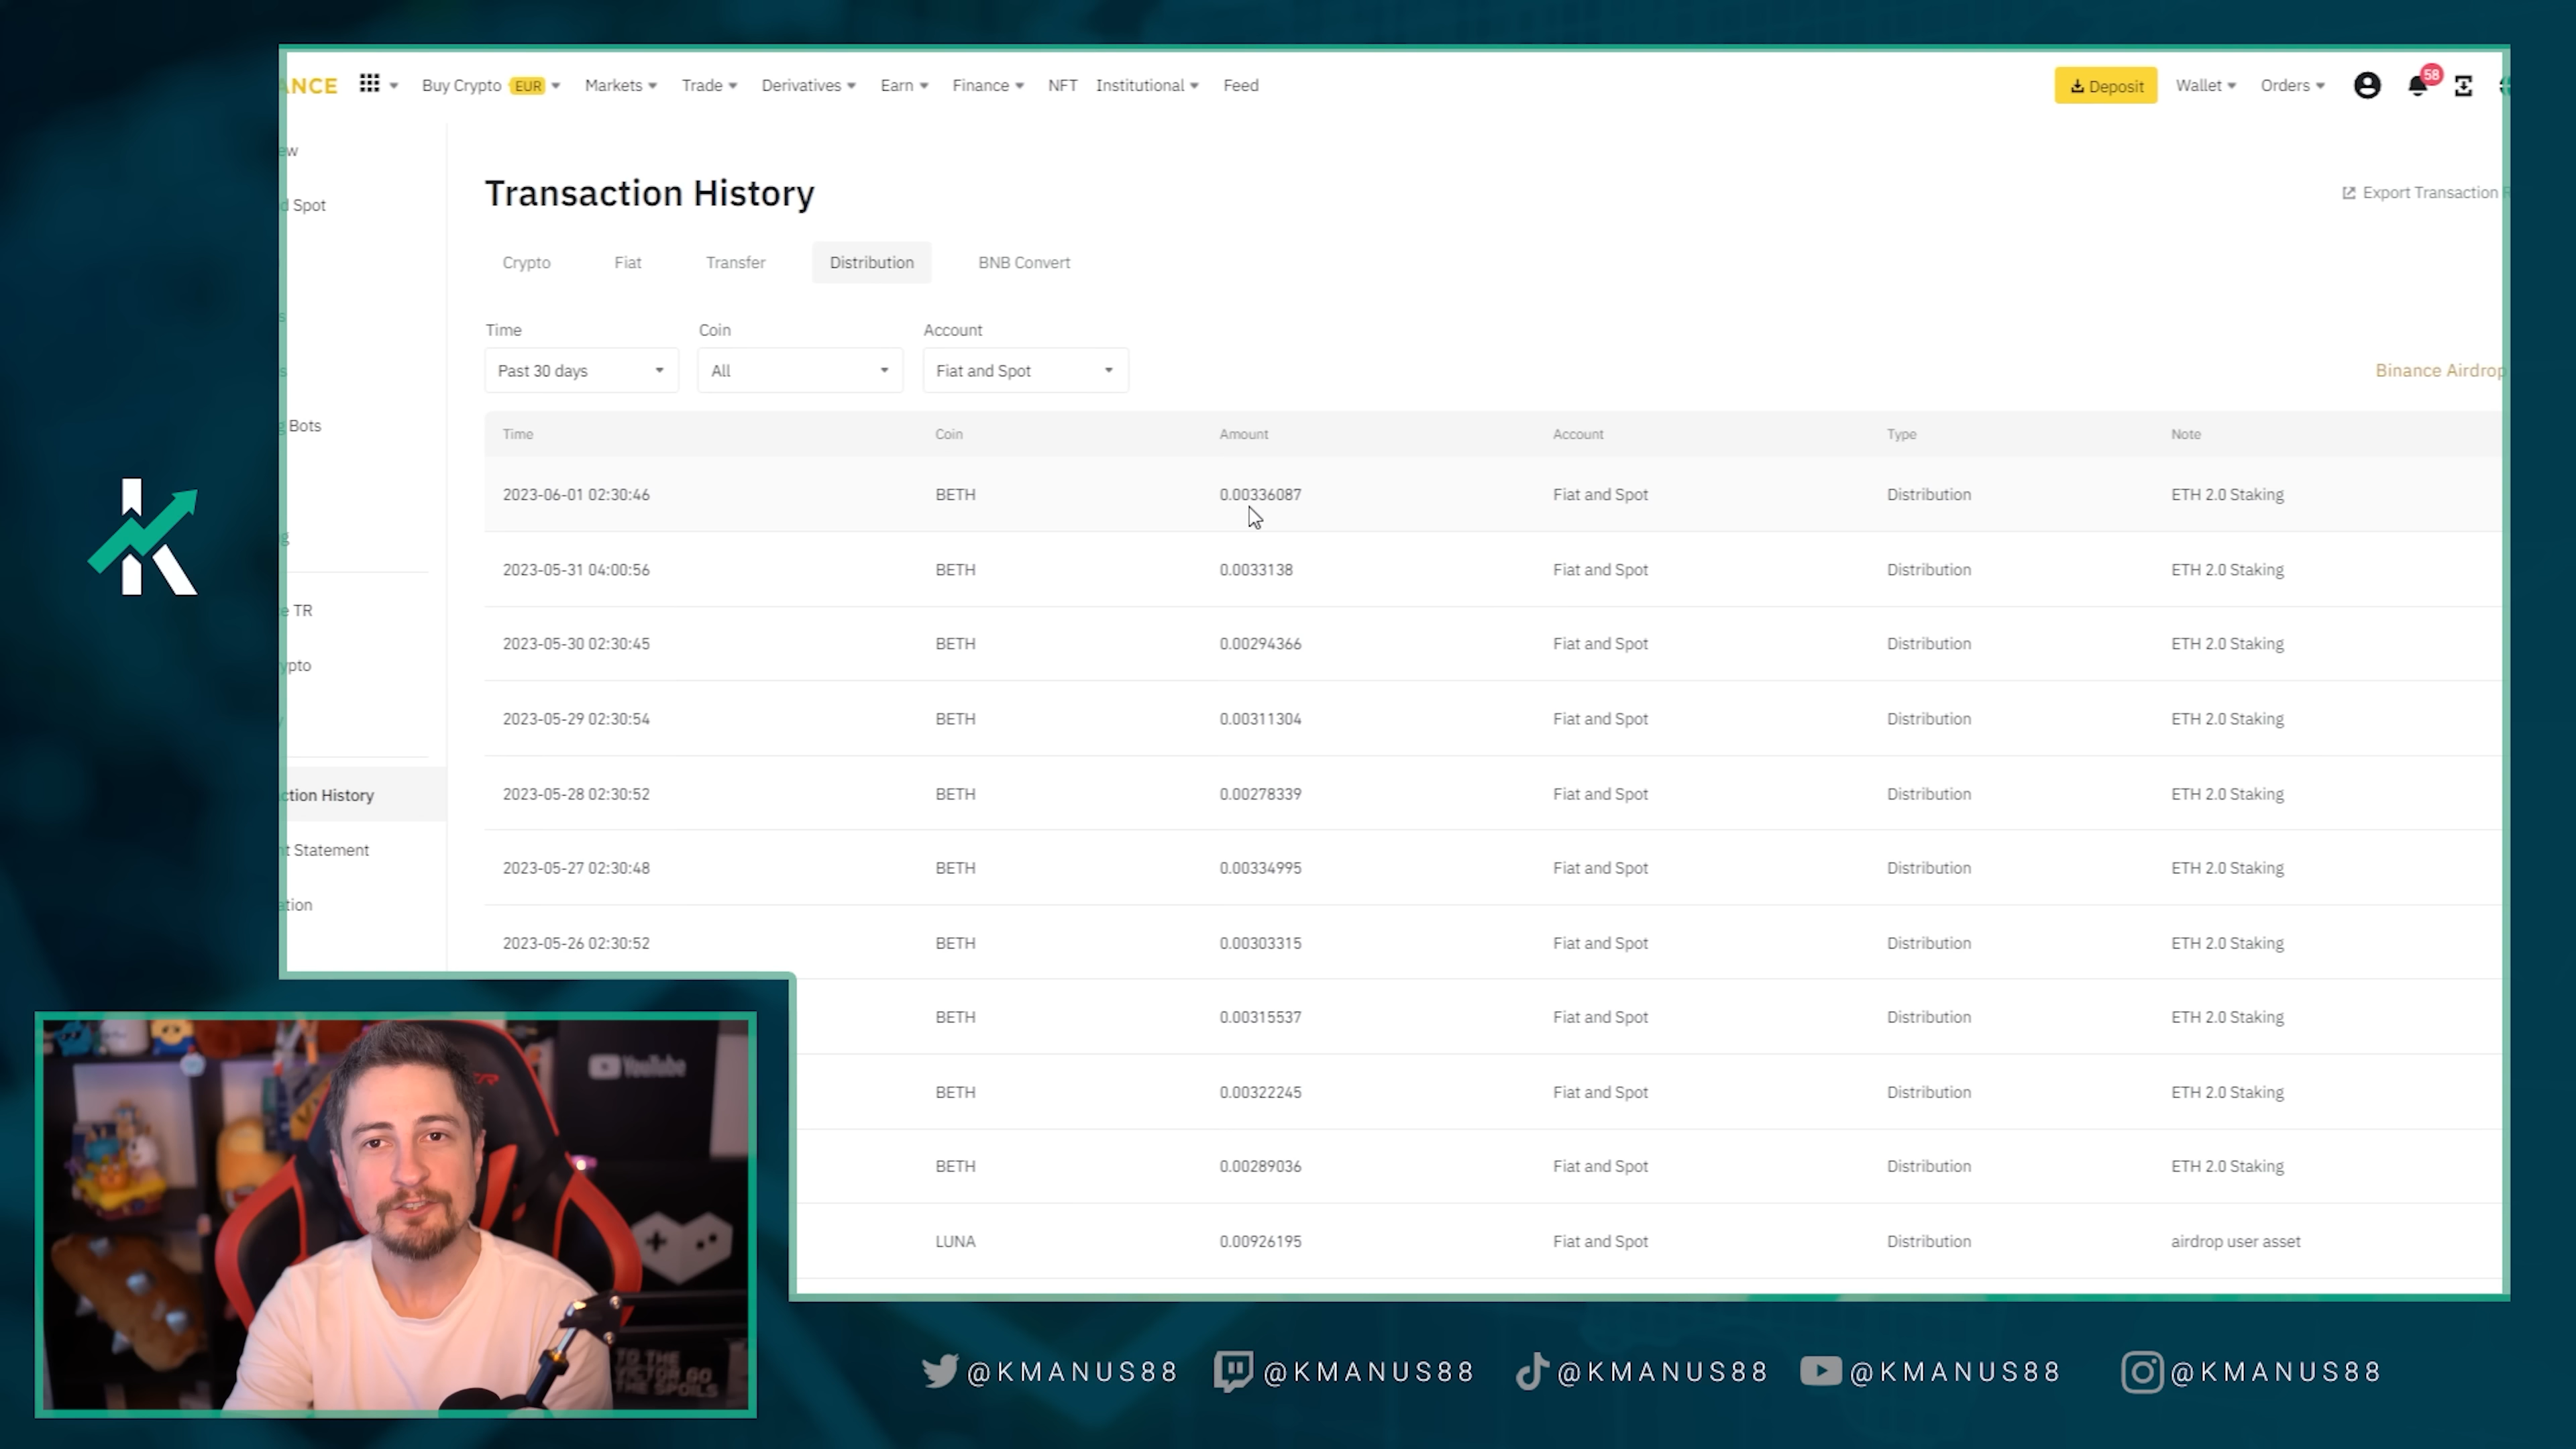 ANCE Buy Crypto EUR Markets Trade Derivatives Earn Finance NFT Institutional Feed Deposit Wallet Orders 58
ew
d Spot
s
s
g Bots
g
e TR
ypto
y
ction History
nt Statement
ation
Transaction History
Export Transaction
Crypto Fiat Transfer Distribution BNB Convert
Time Coin Account
Past 30 days All Fiat and Spot Binance Airdrop
Time Coin Amount Account Type Note
2023-06-01 02:30:46 BETH 0.00336087 Fiat and Spot Distribution ETH 2.0 Staking
2023-05-31 04:00:56 BETH 0.0033138 Fiat and Spot Distribution ETH 2.0 Staking
2023-05-30 02:30:45 BETH 0.00294366 Fiat and Spot Distribution ETH 2.0 Staking
2023-05-29 02:30:54 BETH 0.00311304 Fiat and Spot Distribution ETH 2.0 Staking
2023-05-28 02:30:52 BETH 0.00278339 Fiat and Spot Distribution ETH 2.0 Staking
2023-05-27 02:30:48 BETH 0.00334995 Fiat and Spot Distribution ETH 2.0 Staking
2023-05-26 02:30:52 BETH 0.00303315 Fiat and Spot Distribution ETH 2.0 Staking
BETH 0.00315537 Fiat and Spot Distribution ETH 2.0 Staking
BETH 0.00322245 Fiat and Spot Distribution ETH 2.0 Staking
BETH 0.00289036 Fiat and Spot Distribution ETH 2.0 Staking
LUNA 0.00926195 Fiat and Spot Distribution airdrop user asset
YouTube
TO THE
VICTOR GO
THE SPOILS
@KMANUS88 @KMANUS88 @KMANUS88 @KMANUS88 @KMANUS88